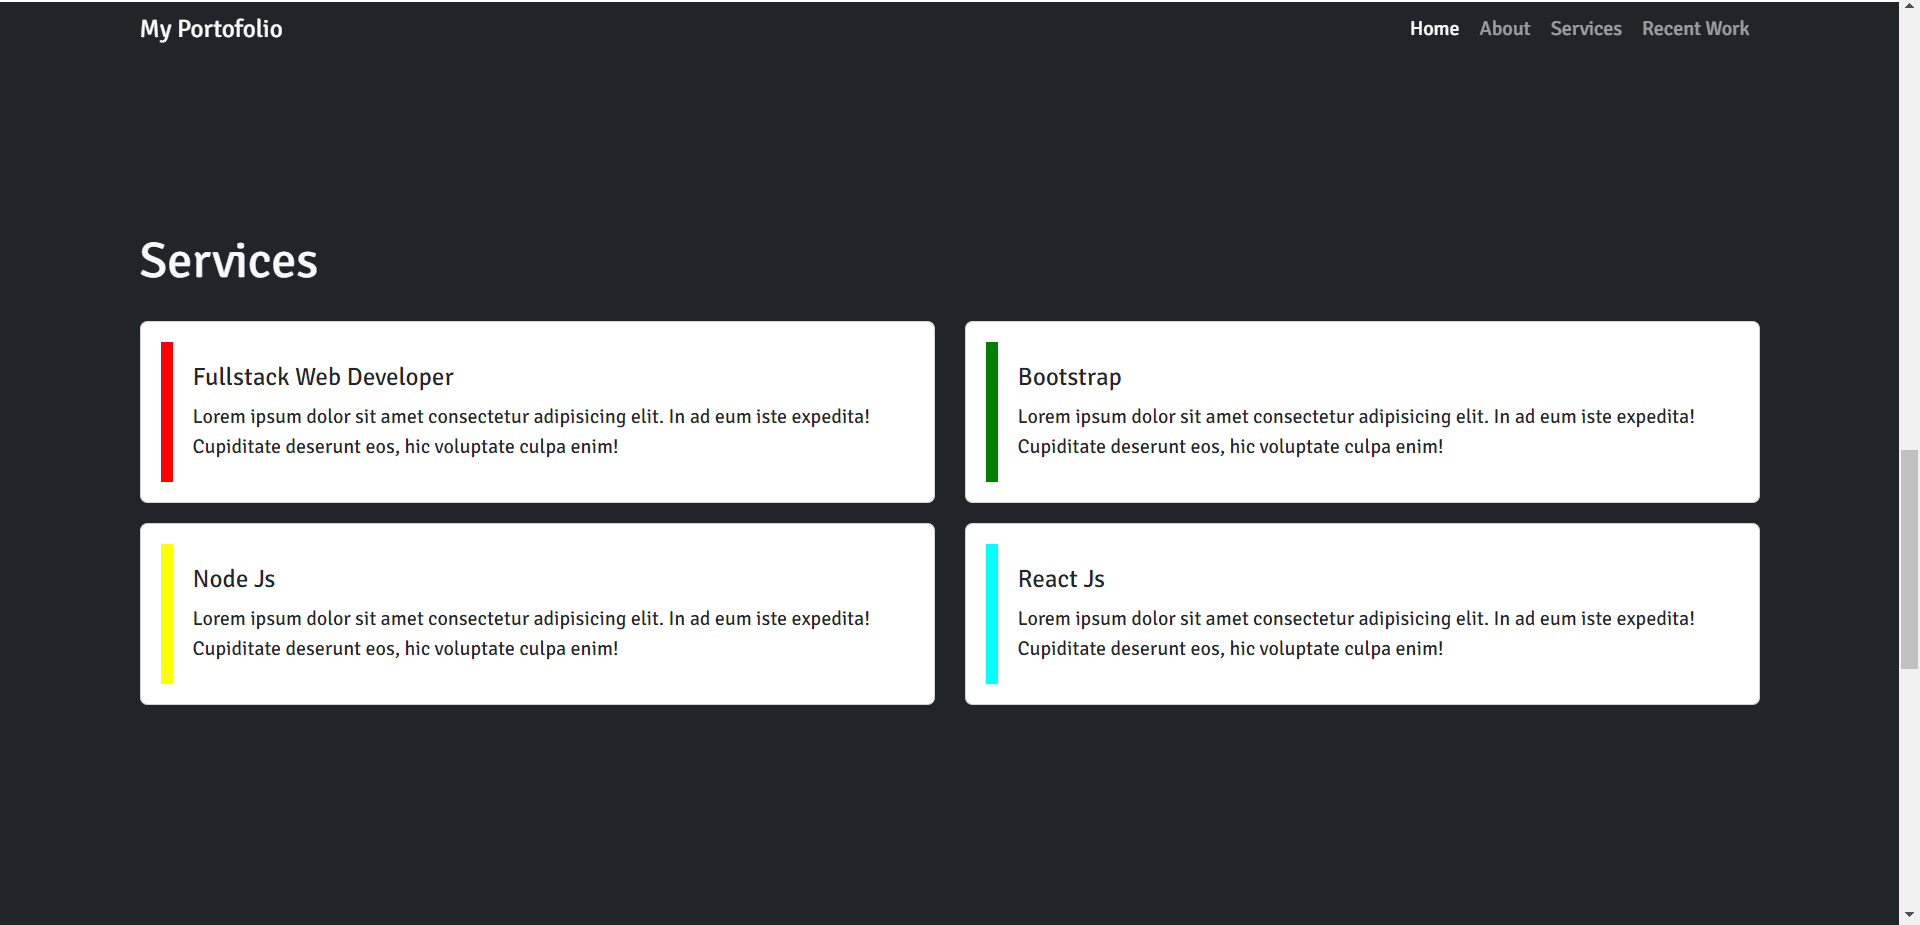 My Portofolio
Home About Services Recent Work
Services
Fullstack Web Developer
Lorem ipsum dolor sit amet consectetur adipisicing elit. In ad eum iste expedita!
Cupiditate deserunt eos, hic voluptate culpa enim!
Bootstrap
Lorem ipsum dolor sit amet consectetur adipisicing elit. In ad eum iste expedita!
Cupiditate deserunt eos, hic voluptate culpa enim!
Node Js
Lorem ipsum dolor sit amet consectetur adipisicing elit. In ad eum iste expedita!
Cupiditate deserunt eos, hic voluptate culpa enim!
React Js
Lorem ipsum dolor sit amet consectetur adipisicing elit. In ad eum iste expedita!
Cupiditate deserunt eos, hic voluptate culpa enim!